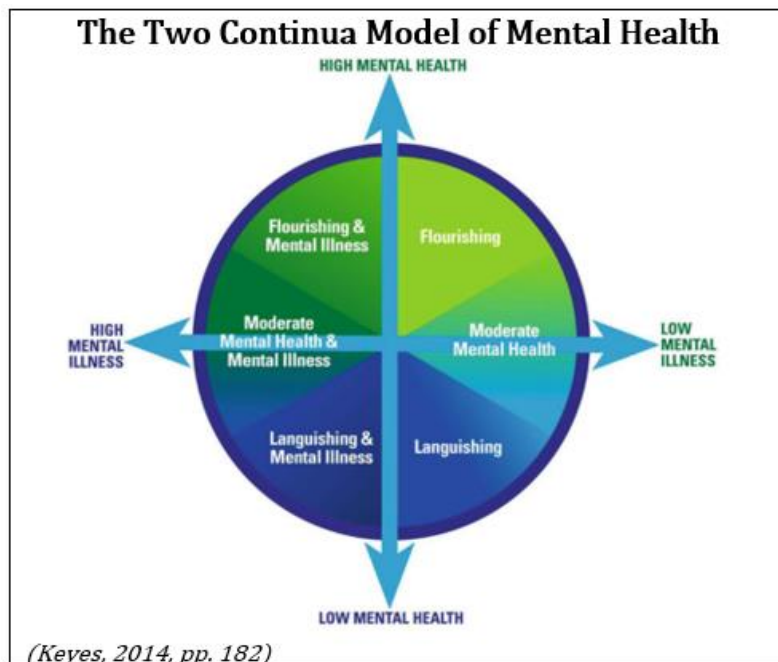 The Two Continua Model of Mental Health
HIGH MENTAL HEALTH
Flourishing &
Mental Illness
Flourishing
HIGH
MENTAL
ILLNESS
Moderate
Mental Health &
Mental Illness
Moderate
Mental Health
LOW
MENTAL
ILLNESS
Languishing &
Mental Illness
Languishing
LOW MENTAL HEALTH
(Keyes, 2014, pp. 182)